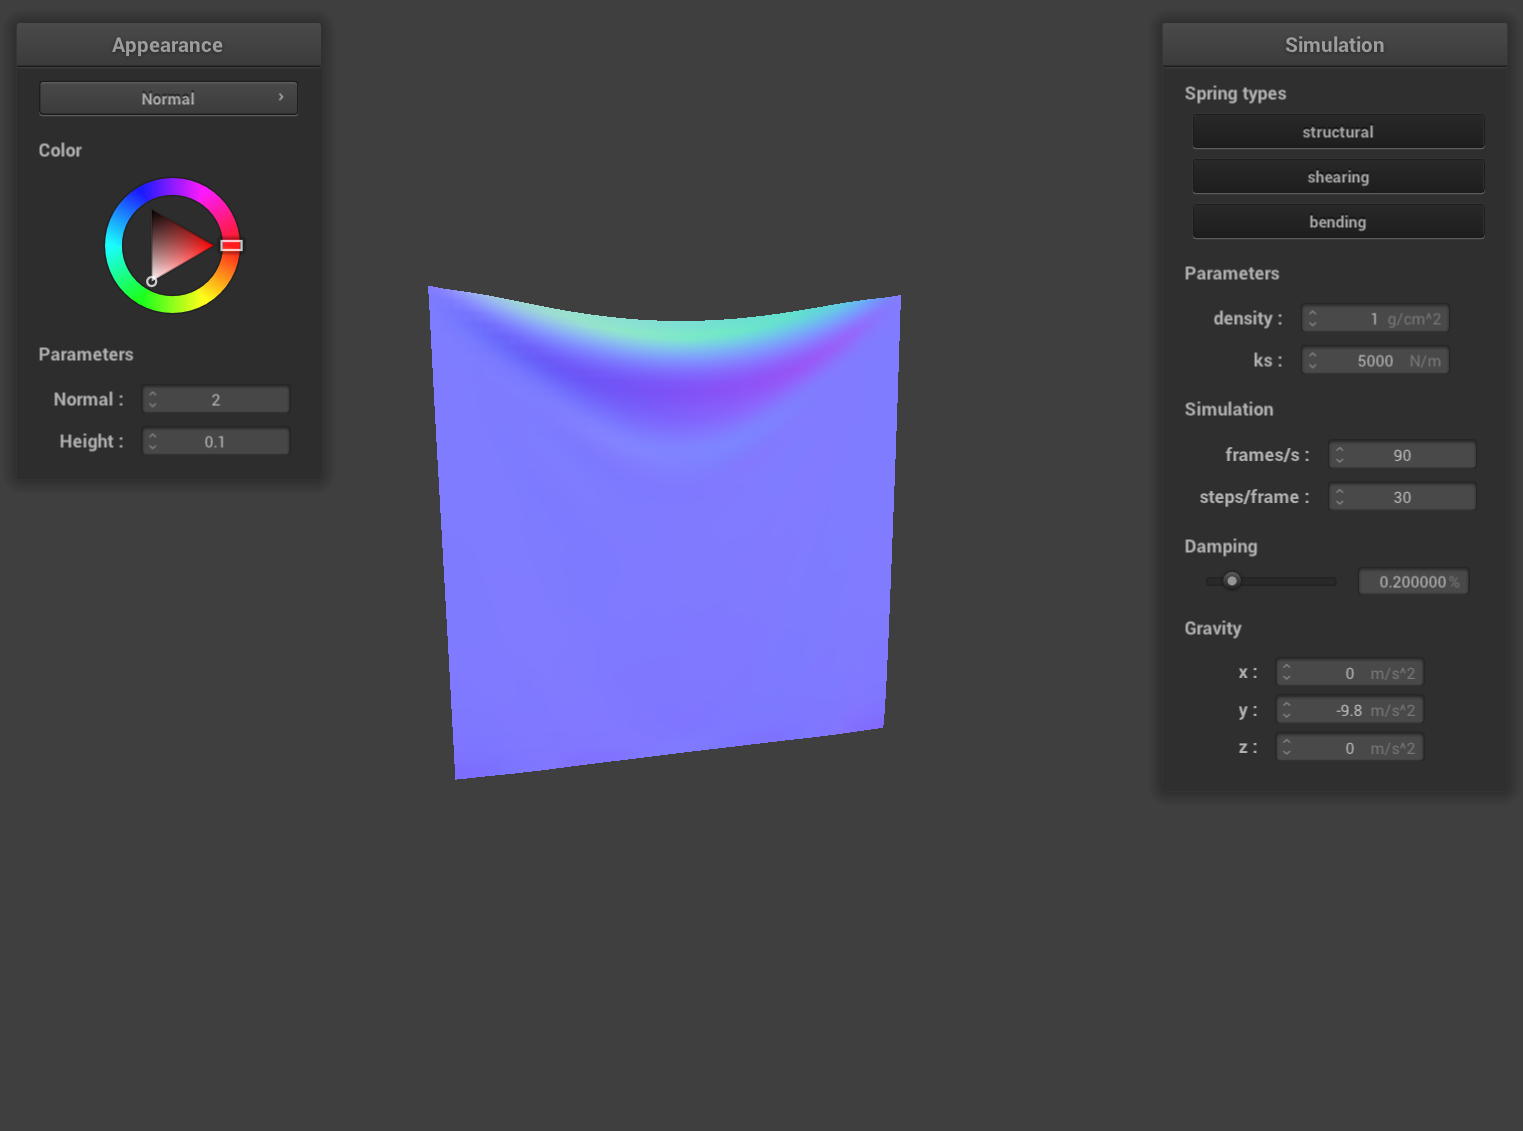 Appearance
Normal
Color
Parameters
Normal : 2
Height : 0.1
Simulation
Spring types
structural
shearing
bending
Parameters
density : 1 g/cm^2
ks : 5000 N/m
Simulation
frames/s : 90
steps/frame : 30
Damping
0.200000 %
Gravity
x : 0 m/s^2
y : -9.8 m/s^2
z : 0 m/s^2